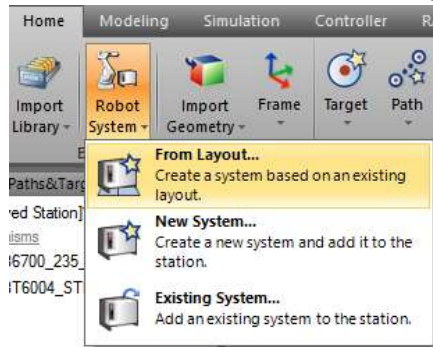 Home Modeling Simulation Controller
Import Robot Import Frame Target Path
Library System Geometry
From Layout...
Create a system based on an existing
layout.
Paths&Targ
New System...
ved Station]
Create a new system and add it to the
isms
station.
6700_235_
Existing System...
T6004_ST
Add an existing system to the station.